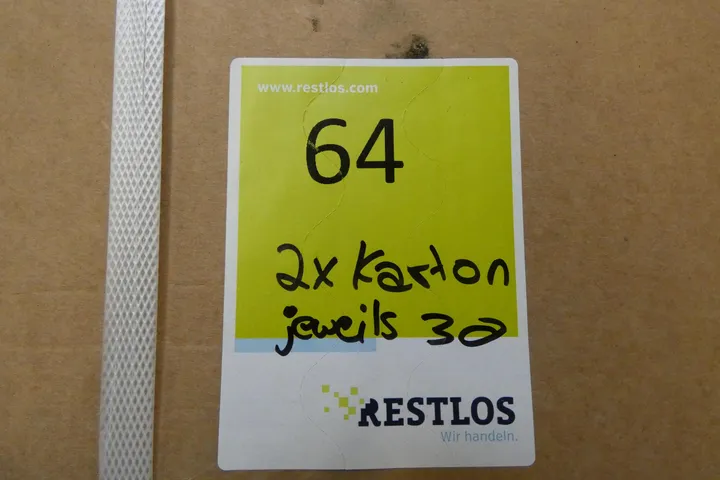 www.restlos.com
64
2x Karton
jeweils 30
RESTLOS
Wir handeln.